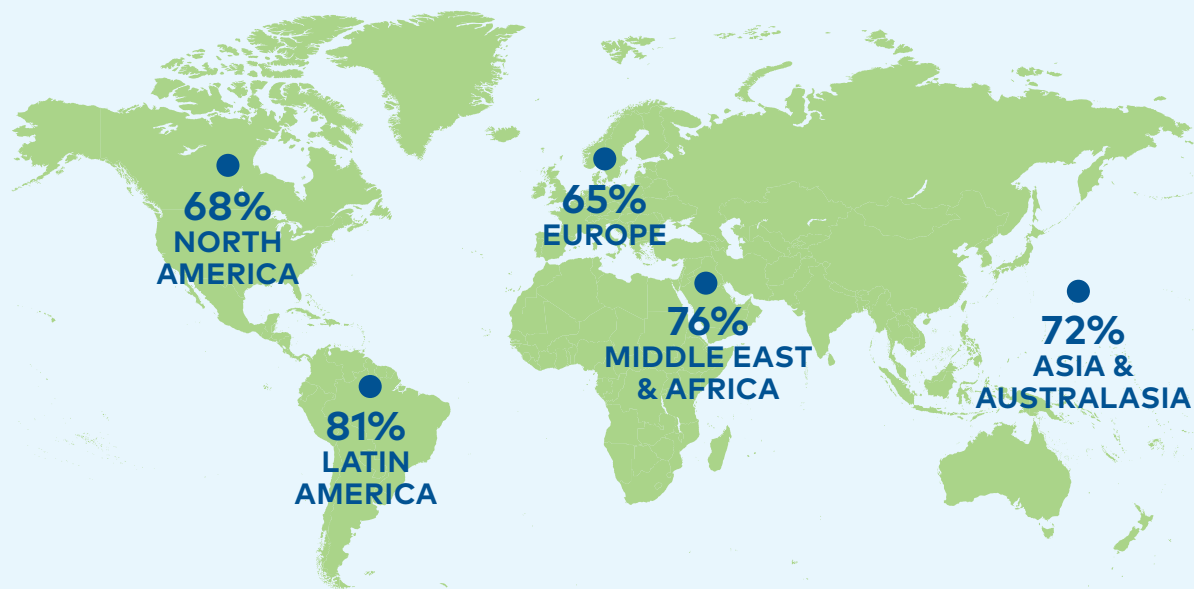 68%
NORTH
AMERICA
65%
EUROPE
76%
MIDDLE EAST
& AFRICA
72%
ASIA &
AUSTRALASIA
81%
LATIN
AMERICA